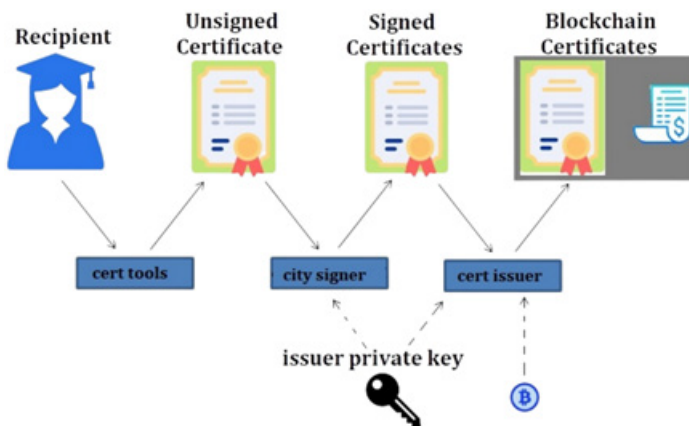 Recipient
Unsigned
Certificate
Signed
Certificates
Blockchain
Certificates
$
cert tools
city signer
cert issuer
issuer private key
₿